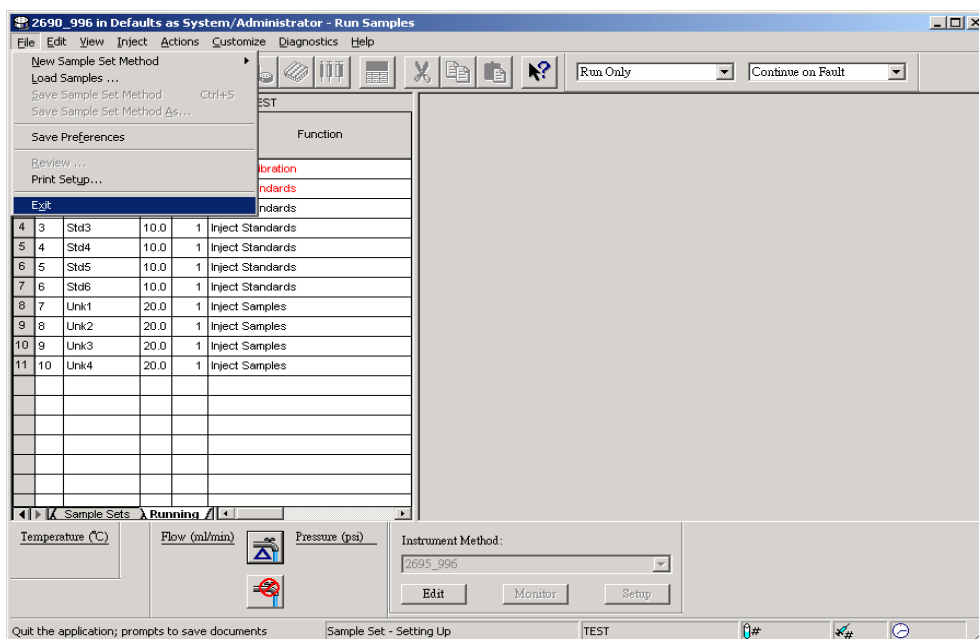 2690_996 in Defaults as System/Administrator - Run Samples
File Edit View Inject Actions Customize Diagnostics Help
New Sample Set Method
Load Samples ...
Save Sample Set Method Ctrl+S
Save Sample Set Method As...
Save Preferences
Review ...
Print Setup...
Exit
Run Only
Continue on Fault
EST
Function
ibration
ndards
ndards
4 3 Std3 10.0 1 Inject Standards
5 4 Std4 10.0 1 Inject Standards
6 5 Std5 10.0 1 Inject Standards
7 6 Std6 10.0 1 Inject Standards
8 7 Unk1 20.0 1 Inject Samples
9 8 Unk2 20.0 1 Inject Samples
10 9 Unk3 20.0 1 Inject Samples
11 10 Unk4 20.0 1 Inject Samples
Sample Sets Running
Temperature (°C) Flow (ml/min) Pressure (psi)
Instrument Method:
2695_996
Edit Monitor Setup
Quit the application; prompts to save documents Sample Set - Setting Up TEST # #